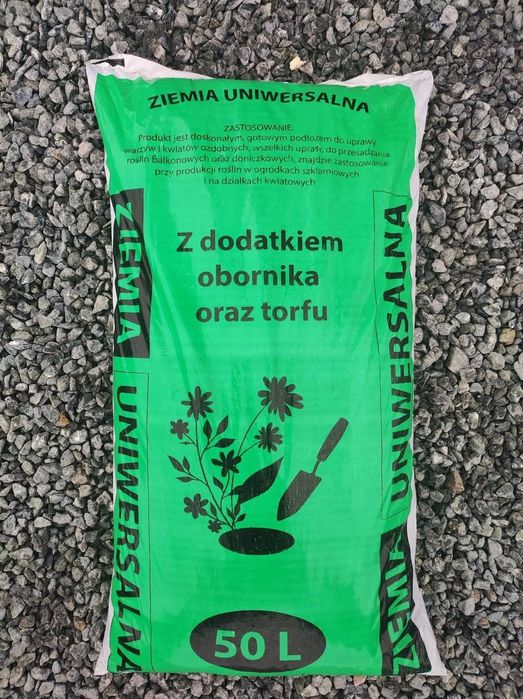 ZIEMIA UNIWERSALNA
ZASTOSOWANIE:
Produkt jest doskonałym, gotowym podłożem do uprawy
warzyw i kwiatów ozdobnych, wszelkich upraw, do przesadzania
roślin Balkonowych oraz doniczkowych, znajdzie zastosowanie
przy produkcji roślin w ogródkach szklarniowych
i na działkach kwiatowych
Z dodatkiem
obornika
oraz torfu
ZIEMIA UNIWERSALNA
ZIEMIA UNIWERSALNA
50 L